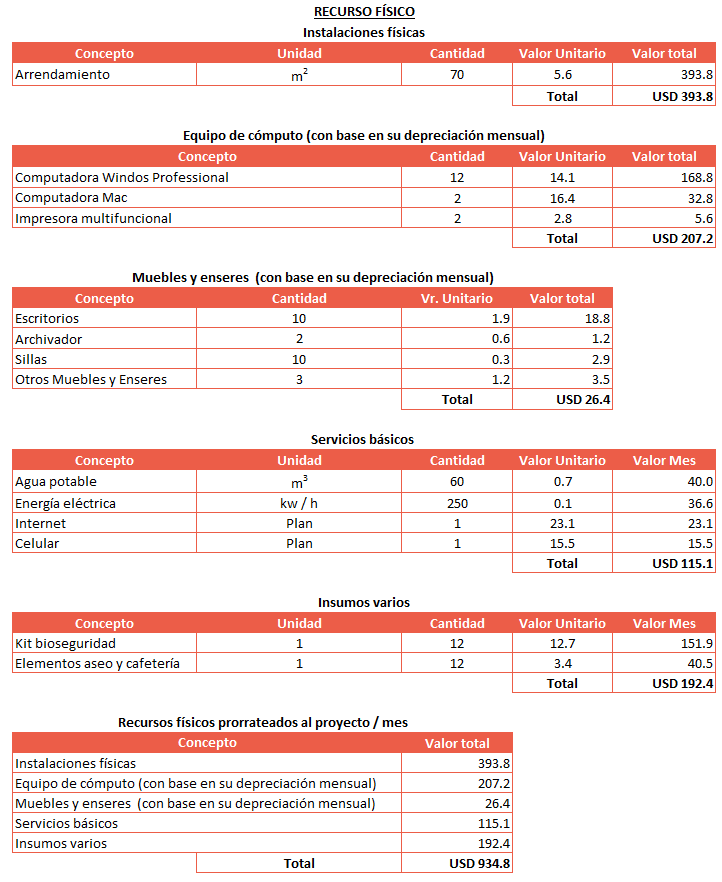 RECURSO FÍSICO
Instalaciones físicas
Concepto Unidad Cantidad Valor Unitario Valor total
Arrendamiento m² 70 5.6 393.8
Total USD 393.8
Equipo de cómputo (con base en su depreciación mensual)
Concepto Cantidad Valor Unitario Valor total
Computadora Windos Professional 12 14.1 168.8
Computadora Mac 2 16.4 32.8
Impresora multifuncional 2 2.8 5.6
Total USD 207.2
Muebles y enseres (con base en su depreciación mensual)
Concepto Cantidad Vr. Unitario Valor total
Escritorios 10 1.9 18.8
Archivador 2 0.6 1.2
Sillas 10 0.3 2.9
Otros Muebles y Enseres 3 1.2 3.5
Total USD 26.4
Servicios básicos
Concepto Unidad Cantidad Valor Unitario Valor Mes
Agua potable m³ 60 0.7 40.0
Energía eléctrica kw / h 250 0.1 36.6
Internet Plan 1 23.1 23.1
Celular Plan 1 15.5 15.5
Total USD 115.1
Insumos varios
Concepto Unidad Cantidad Valor Unitario Valor Mes
Kit bioseguridad 1 12 12.7 151.9
Elementos aseo y cafetería 1 12 3.4 40.5
Total USD 192.4
Recursos físicos prorrateados al proyecto / mes
Concepto Valor total
Instalaciones físicas 393.8
Equipo de cómputo (con base en su depreciación mensual) 207.2
Muebles y enseres (con base en su depreciación mensual) 26.4
Servicios básicos 115.1
Insumos varios 192.4
Total USD 934.8